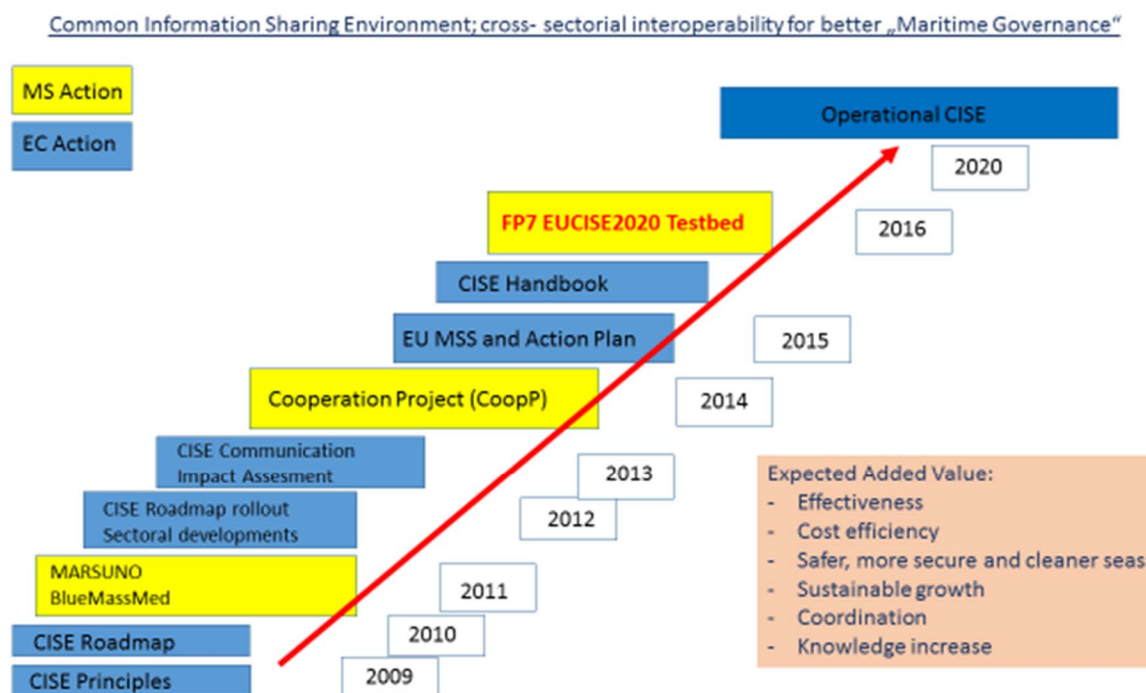 Common Information Sharing Environment; cross- sectorial interoperability for better „Maritime Governance“
MS Action
EC Action
Operational CISE
2020
FP7 EUCISE2020 Testbed
2016
CISE Handbook
EU MSS and Action Plan
2015
Cooperation Project (CoopP)
2014
CISE Communication
Impact Assesment
2013
CISE Roadmap rollout
Sectoral developments
2012
MARSUNO
BlueMassMed
2011
CISE Roadmap
2010
CISE Principles
2009
Expected Added Value:
- Effectiveness
- Cost efficiency
- Safer, more secure and cleaner seas
- Sustainable growth
- Coordination
- Knowledge increase